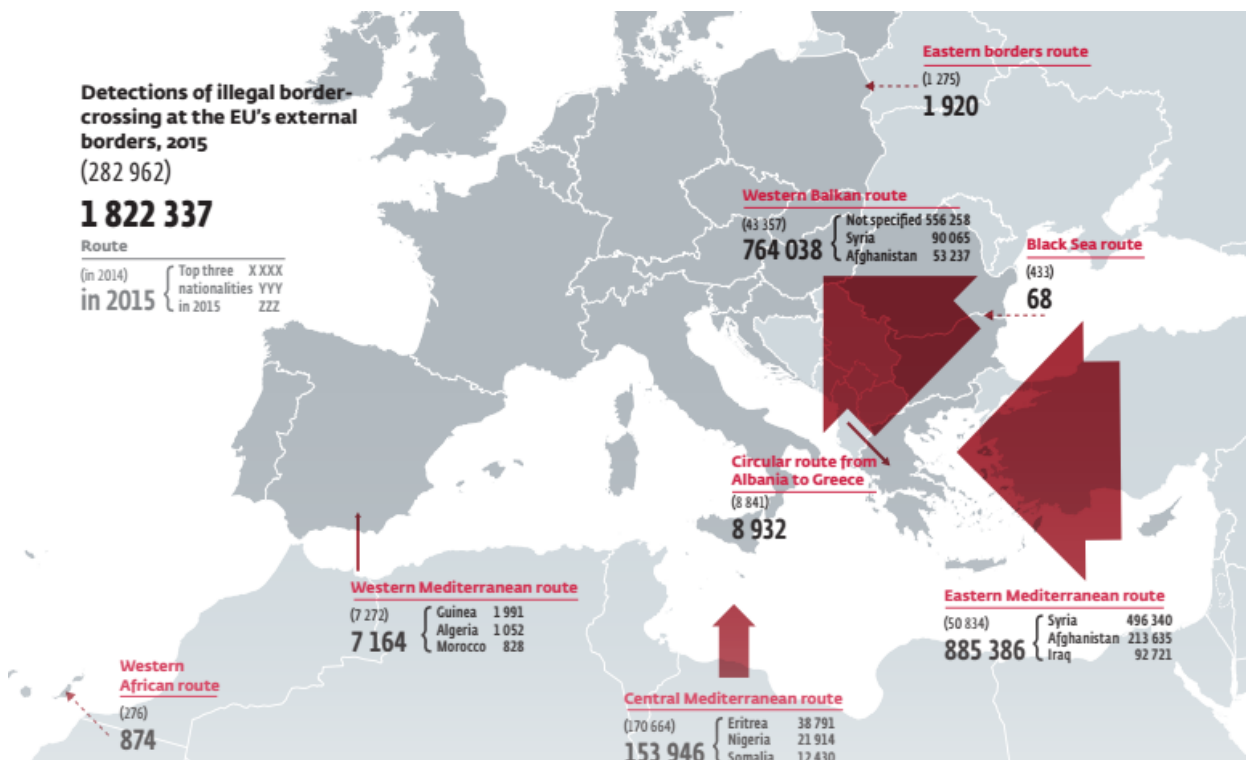 Detections of illegal border-
crossing at the EU's external
borders, 2015
(282 962)
1 822 337
Route
(in 2014)
in 2015
Top three X XXX
nationalities YYY
in 2015 ZZZ
Eastern borders route
(1 275)
1 920
Western Balkan route
(43 357)
764 038
Not specified 556 258
Syria 90 065
Afghanistan 53 237
Black Sea route
(433)
68
Circular route from
Albania to Greece
(8 841)
8 932
Western Mediterranean route
(7 272)
7 164
Guinea 1 991
Algeria 1 052
Morocco 828
Eastern Mediterranean route
(50 834)
885 386
Syria 496 340
Afghanistan 213 635
Iraq 92 721
Western
African route
(276)
874
Central Mediterranean route
(170 664)
153 946
Eritrea 38 791
Nigeria 21 914
Somalia 12 430